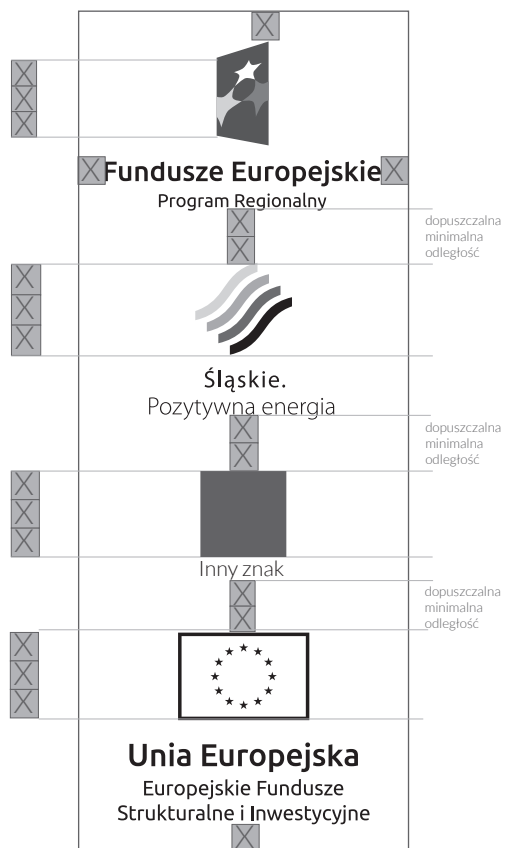 X
X
X
X
X Fundusze Europejskie X
Program Regionalny
X
X
dopuszczalna
minimalna
odległość
X
X
X
Śląskie.
Pozytywna energia
X
X
dopuszczalna
minimalna
odległość
X
X
X
Inny znak
X
X
dopuszczalna
minimalna
odległość
X
X
X
Unia Europejska
Europejskie Fundusze
Strukturalne i Inwestycyjne
X